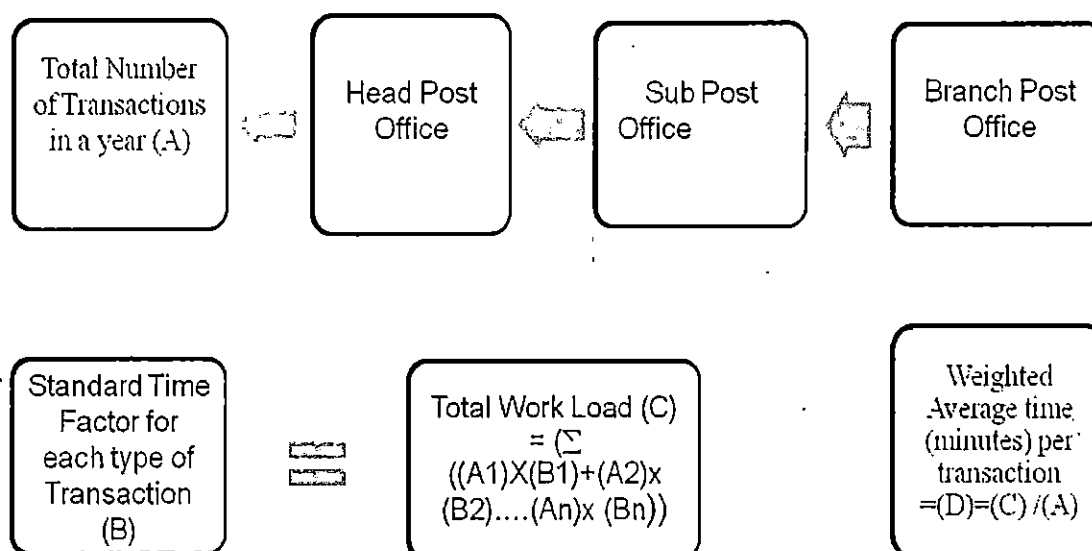 Total Number
of Transactions
in a year (A)
Head Post
Office
Sub Post
Office
Branch Post
Office
Standard Time
Factor for
each type of
Transaction
(B)
Total Work Load (C)
= (Σ
((A1)X(B1)+(A2)x
(B2)....(An)x (Bn))
Weighted
Average time
(minutes) per
transaction
=(D)=(C) /(A)